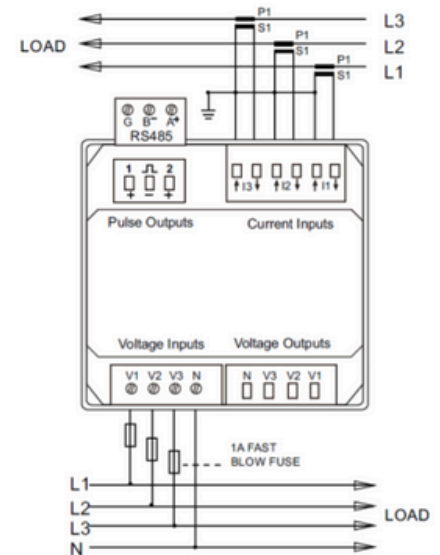 P1
S1
L3
LOAD
P1
S1
L2
P1
S1
L1
G B- A+
RS485
1 2
+ - +
I3 I2 I1
Pulse Outputs
Current Inputs
Voltage Inputs
Voltage Outputs
V1 V2 V3 N
N V3 V2 V1
1A FAST
BLOW FUSE
L1
L2
L3
LOAD
N